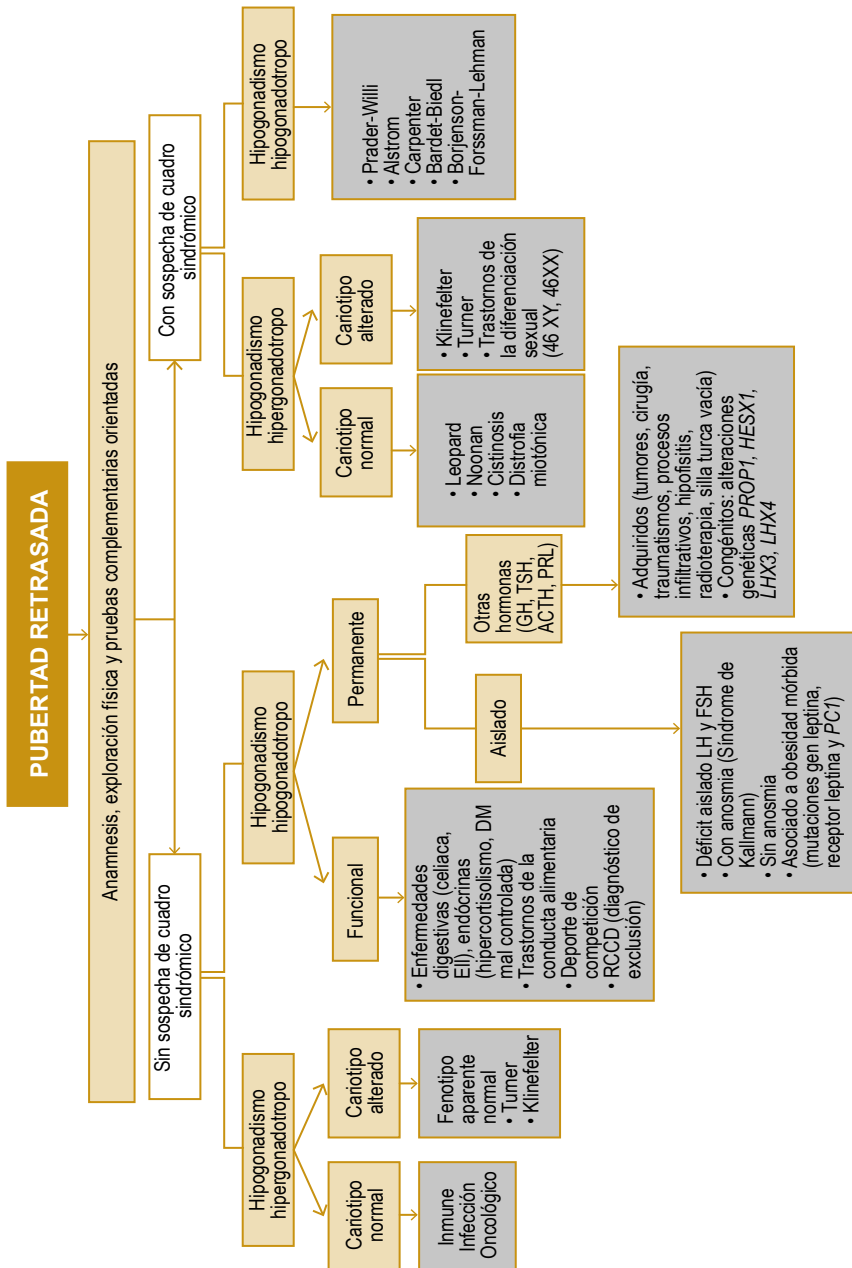 PUBERTAD RETRASADA
Anamnesis, exploración física y pruebas complementarias orientadas
Sin sospecha de cuadro
sindrómico
Hipogonadismo
hipergonadotropo
Cariotipo
normal
Inmune
Infección
Oncológico
Cariotipo
alterado
Fenotipo
aparente
normal
• Turner
• Klinefelter
Hipogonadismo
hipogonadotropo
Funcional
• Enfermedades
digestivas (celiaca,
EII), endócrinas
(hipercortisolismo, DM
mal controlada)
• Trastornos de la
conducta alimentaria
• Deporte de
competición
• RCCD (diagnóstico de
exclusión)
Permanente
Aislado
• Déficit aislado LH y FSH
• Con anosmia (Síndrome de
Kallmann)
• Sin anosmia
• Asociado a obesidad mórbida
(mutaciones gen leptina,
receptor leptina y PC1)
Otras
hormonas
(GH, TSH,
ACTH, PRL)
• Adquiridos (tumores, cirugía,
traumatismos, procesos
infiltrativos, hipofisitis,
radioterapia, silla turca vacía)
• Congénitos: alteraciones
genéticas PROP1, HESX1,
LHX3, LHX4
Con sospecha de cuadro
sindrómico
Hipogonadismo
hipergonadotropo
Cariotipo
normal
• Leopard
• Noonan
• Cistinosis
• Distrofia
miotónica
Cariotipo
alterado
• Klinefelter
• Turner
• Trastornos de
la diferenciación
sexual
(46 XY, 46XX)
Hipogonadismo
hipogonadotropo
• Prader-Willi
• Alstrom
• Carpenter
• Bardet-Biedl
• Borjenson-
Forssman-Lehman